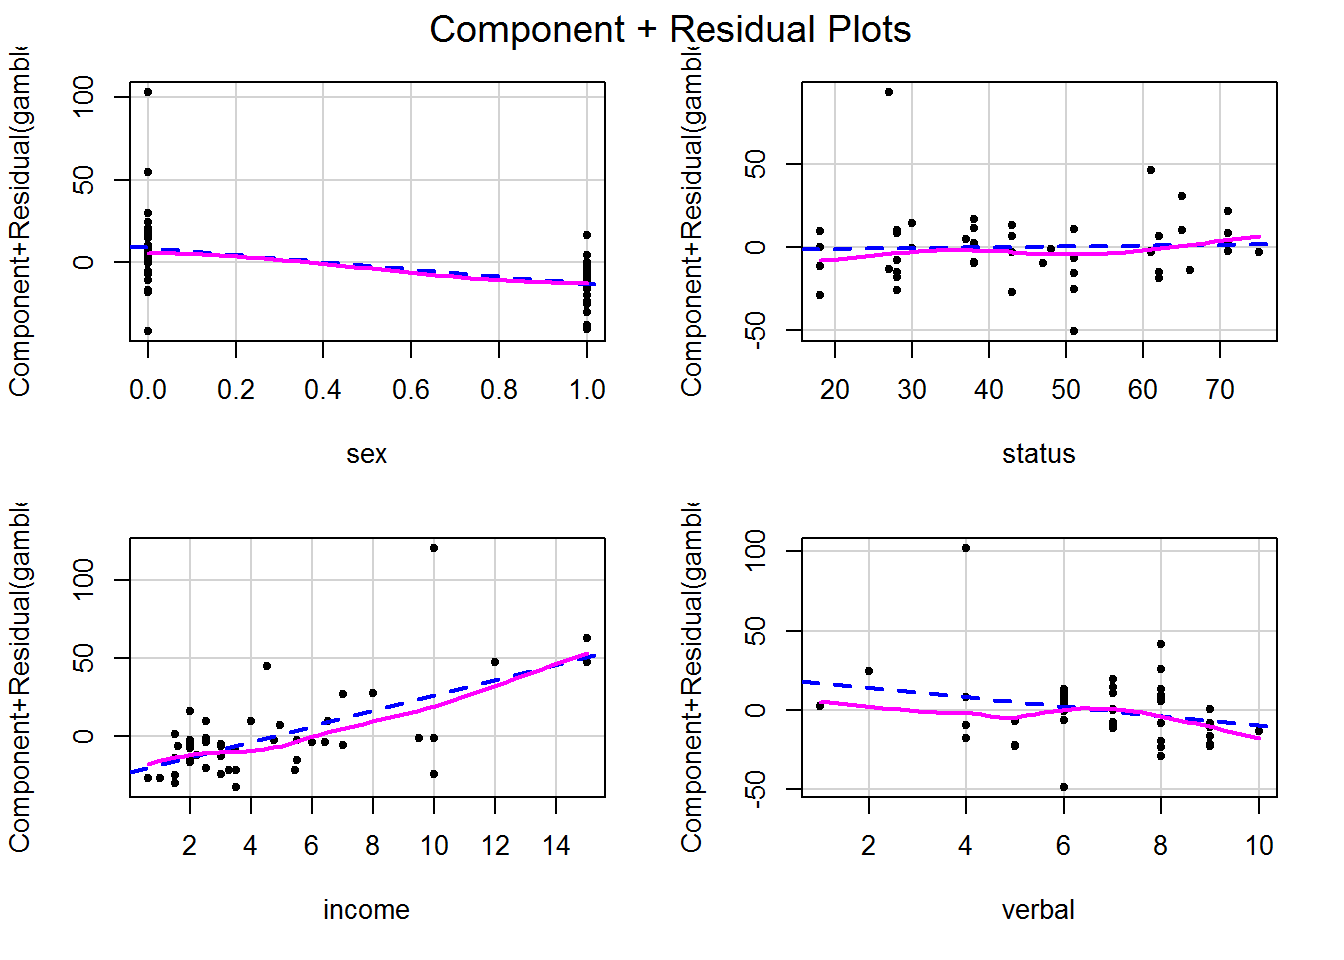 Component + Residual Plots
Component+Residual(gamble
100
50
0
0.0 0.2 0.4 0.6 0.8 1.0
sex
Component+Residual(gamble
50
0
-50
20 30 40 50 60 70
status
Component+Residual(gamble
100
50
0
2 4 6 8 10 12 14
income
Component+Residual(gamble
100
50
0
-50
2 4 6 8 10
verbal